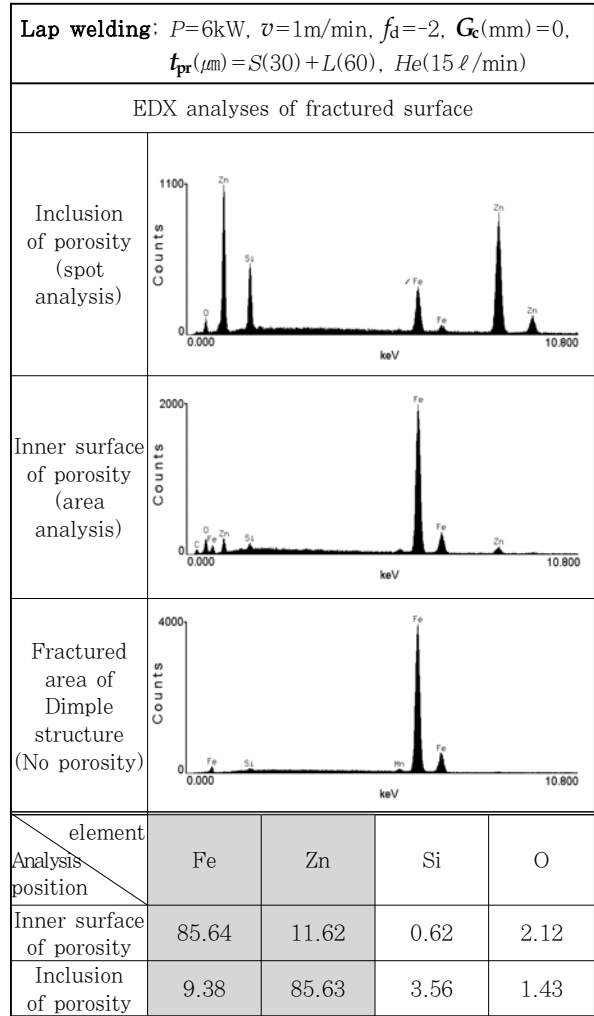 Lap welding; P=6kW, v=1m/min, fd=-2, Gc(mm)=0,
tpr(㎛)=S(30)+L(60), He(15ℓ/min)
EDX analyses of fractured surface
Inclusion
of porosity
(spot
analysis)
1100
Counts
0
O
Zn
Si
Fe
Fe
Zn
Zn
0.000
keV
10.800
Inner surface
of porosity
(area
analysis)
2000
Counts
0
C
O
Fe
Zn
Si
Fe
Fe
Zn
0.000
keV
10.800
Fractured
area of
Dimple
structure
(No porosity)
4000
Counts
0
Fe
Si
Mn
Fe
Fe
0.000
keV
10.800
element
Analysis
position
Fe
Zn
Si
O
Inner surface
of porosity
85.64
11.62
0.62
2.12
Inclusion
of porosity
9.38
85.63
3.56
1.43